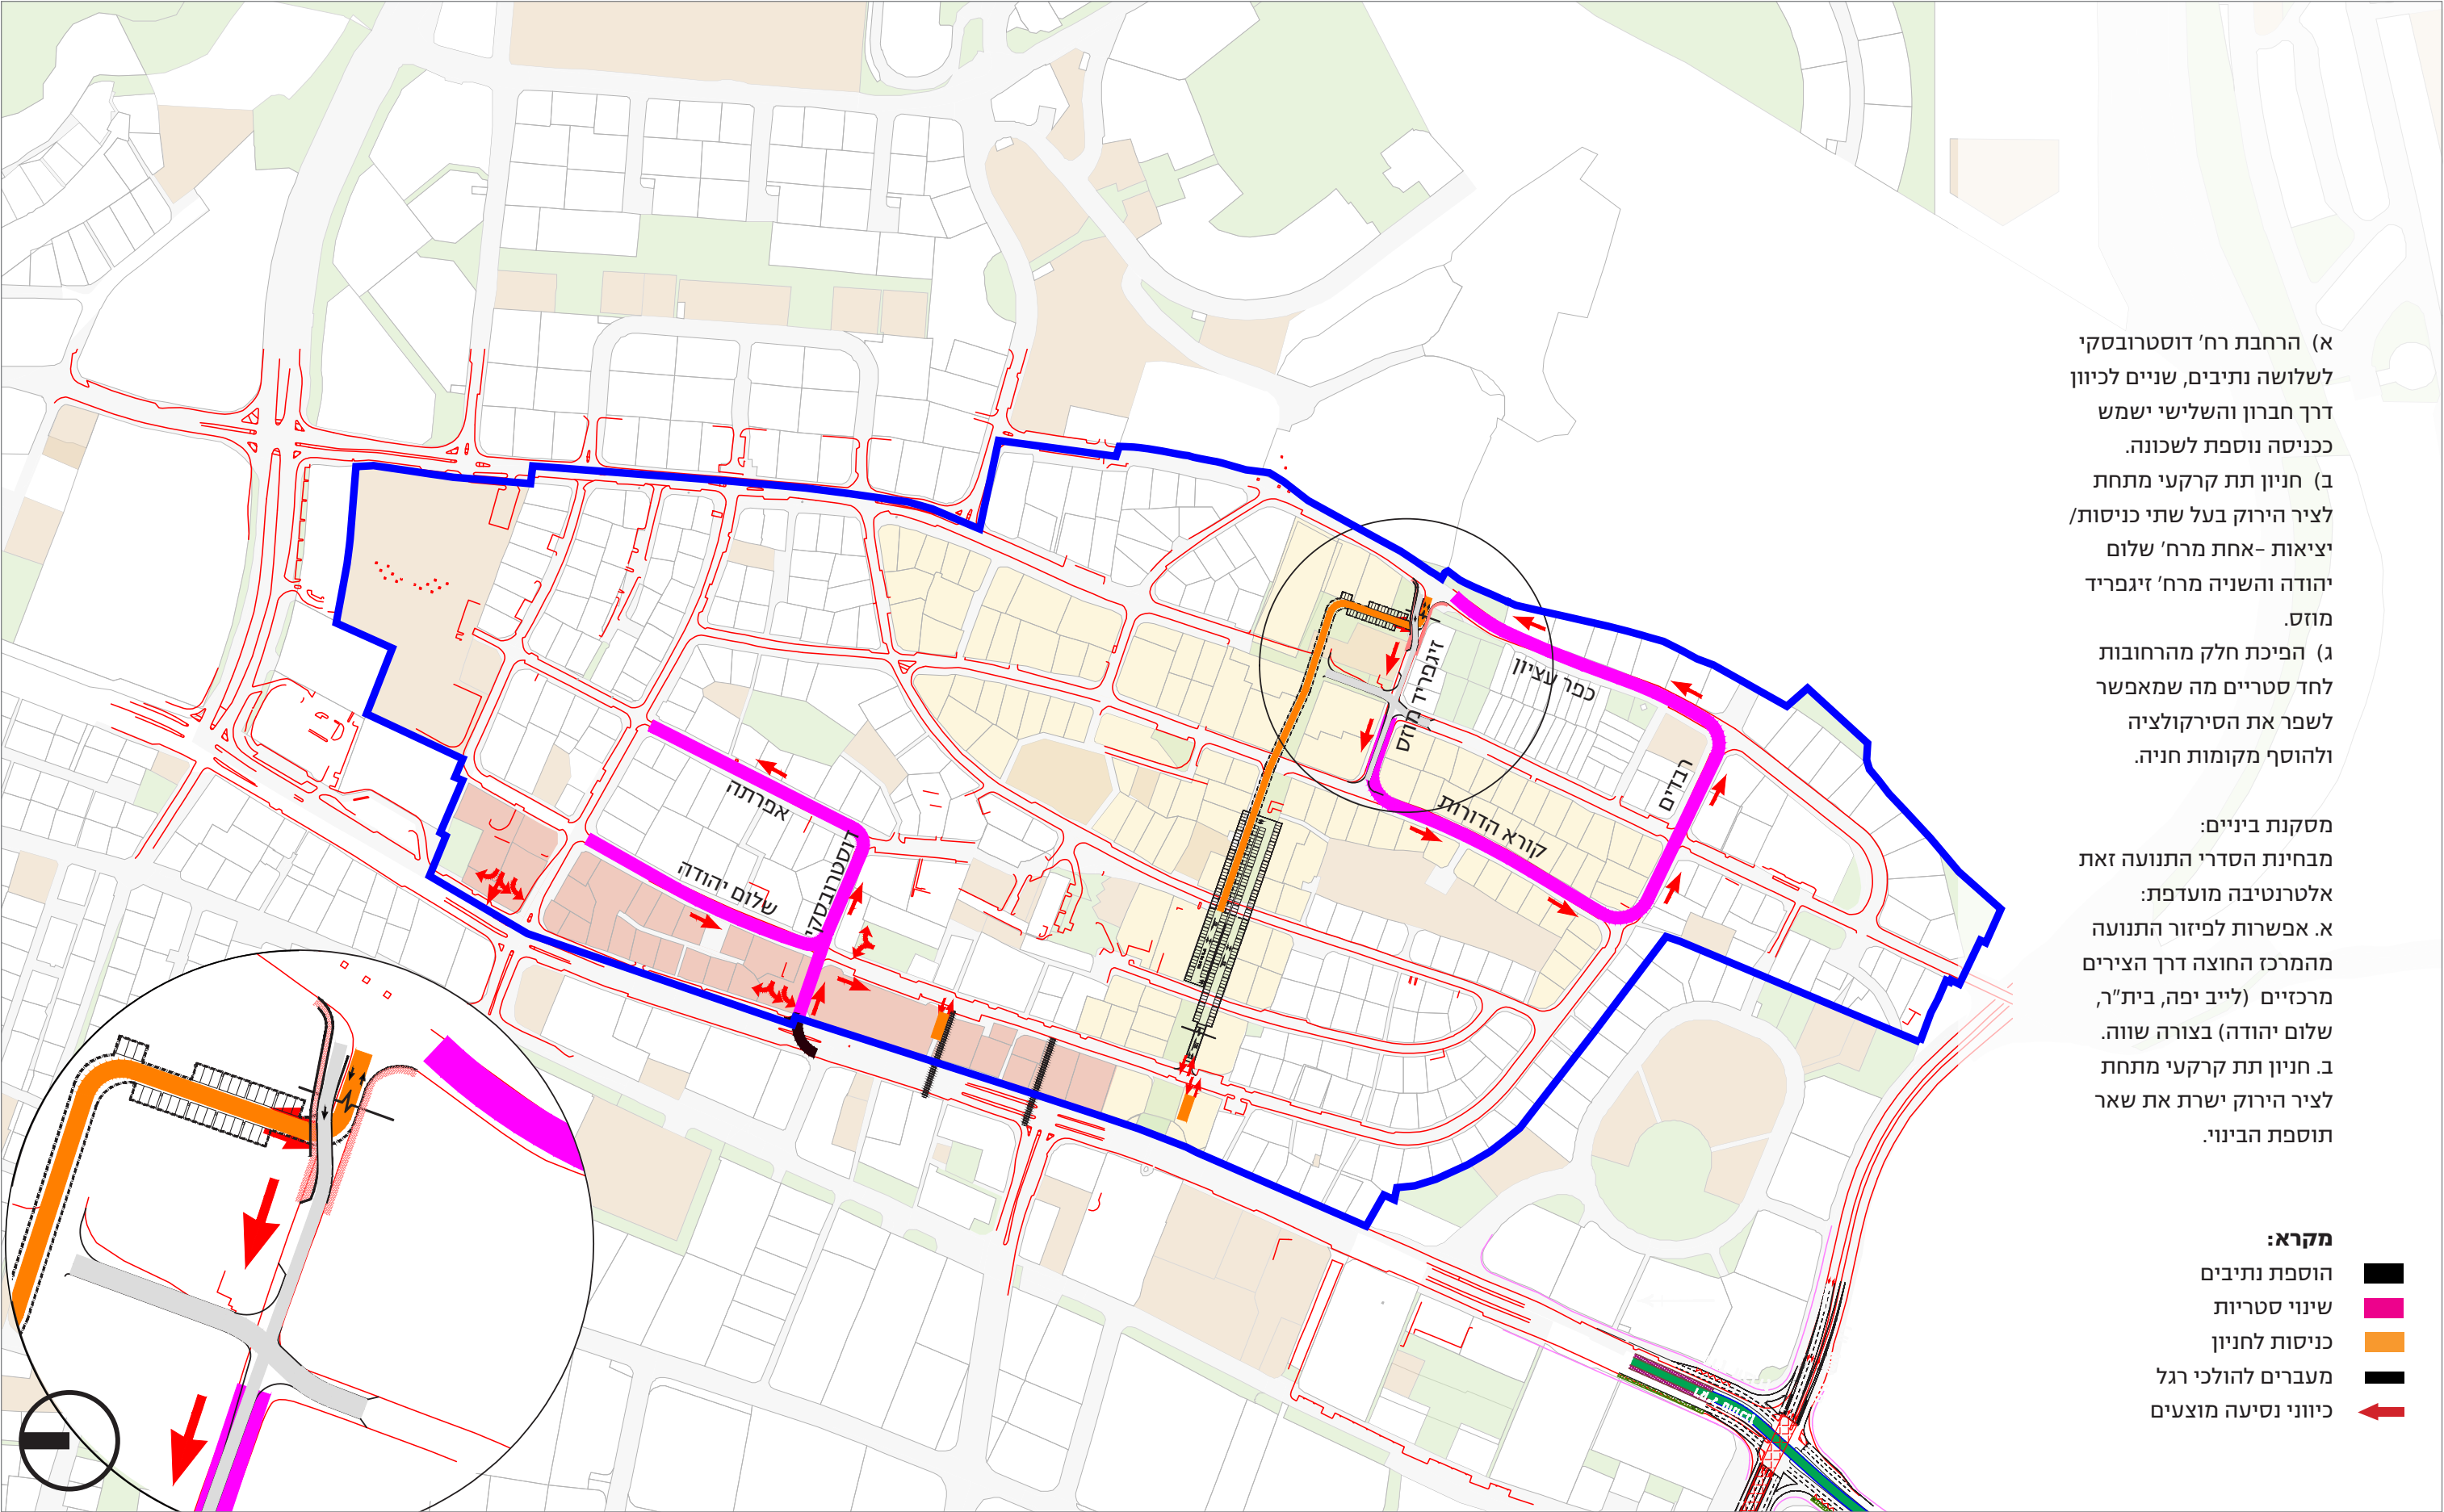 א) הרחבת רח' דוסטרובסקי
לשלושה נתיבים, שניים לכיוון
דרך חברון והשלישי ישמש
ככניסה נוספת לשכונה.
ב) חניון תת קרקעי מתחת
לציר הירוק בעל שתי כניסות/
יציאות -אחת מרח' שלום
יהודה והשניה מרח' זיגפריד
מוזס.
ג) הפיכת חלק מהרחובות
לחד סטריים מה שמאפשר
לשפר את הסירקולציה
ולהוסף מקומות חניה.
מסקנת ביניים:
מבחינת הסדרי התנועה זאת
אלטרנטיבה מועדפת:
א. אפשרות לפיזור התנועה
מהמרכז החוצה דרך הצירים
מרכזיים (לייב יפה, בית"ר,
שלום יהודה) בצורה שווה.
ב. חניון תת קרקעי מתחת
לציר הירוק ישרת את שאר
תוספת הבינוי.
מקרא:
הוספת נתיבים
שינוי סטריות
כניסות לחניון
מעברים להולכי רגל
כיווני נסיעה מוצעים
זיגפריד מוזס
כפר עציון
רבדים
קורא הדורות
אפרתה
דוסטרובסקי
שלום יהודה